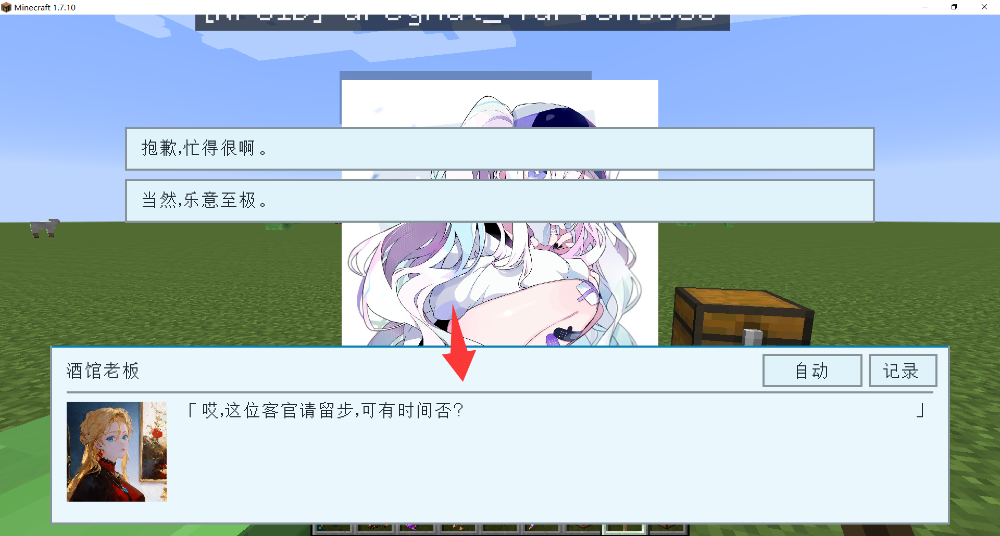 Minecraft 1.7.10
抱歉,忙得很啊。
当然,乐意至极。
酒馆老板
自动
记录
「哎,这位客官请留步,可有时间否?」